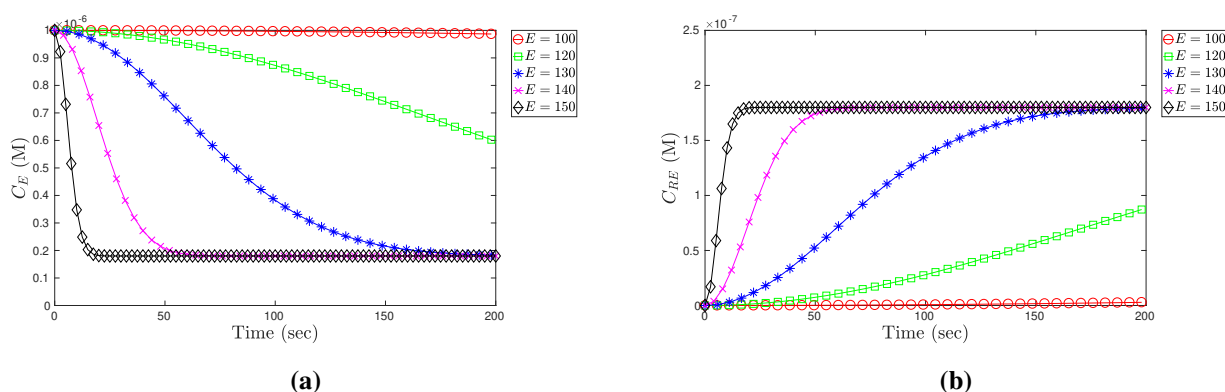 ×10⁻⁶
1
0.9
0.8
0.7
0.6
0.5
0.4
0.3
0.2
0.1
0
0 50 100 150 200
C_E (M)
Time (sec)
E = 100
E = 120
E = 130
E = 140
E = 150
(a)
×10⁻⁷
2.5
2
1.5
1
0.5
0
0 50 100 150 200
C_{RE} (M)
Time (sec)
E = 100
E = 120
E = 130
E = 140
E = 150
(b)